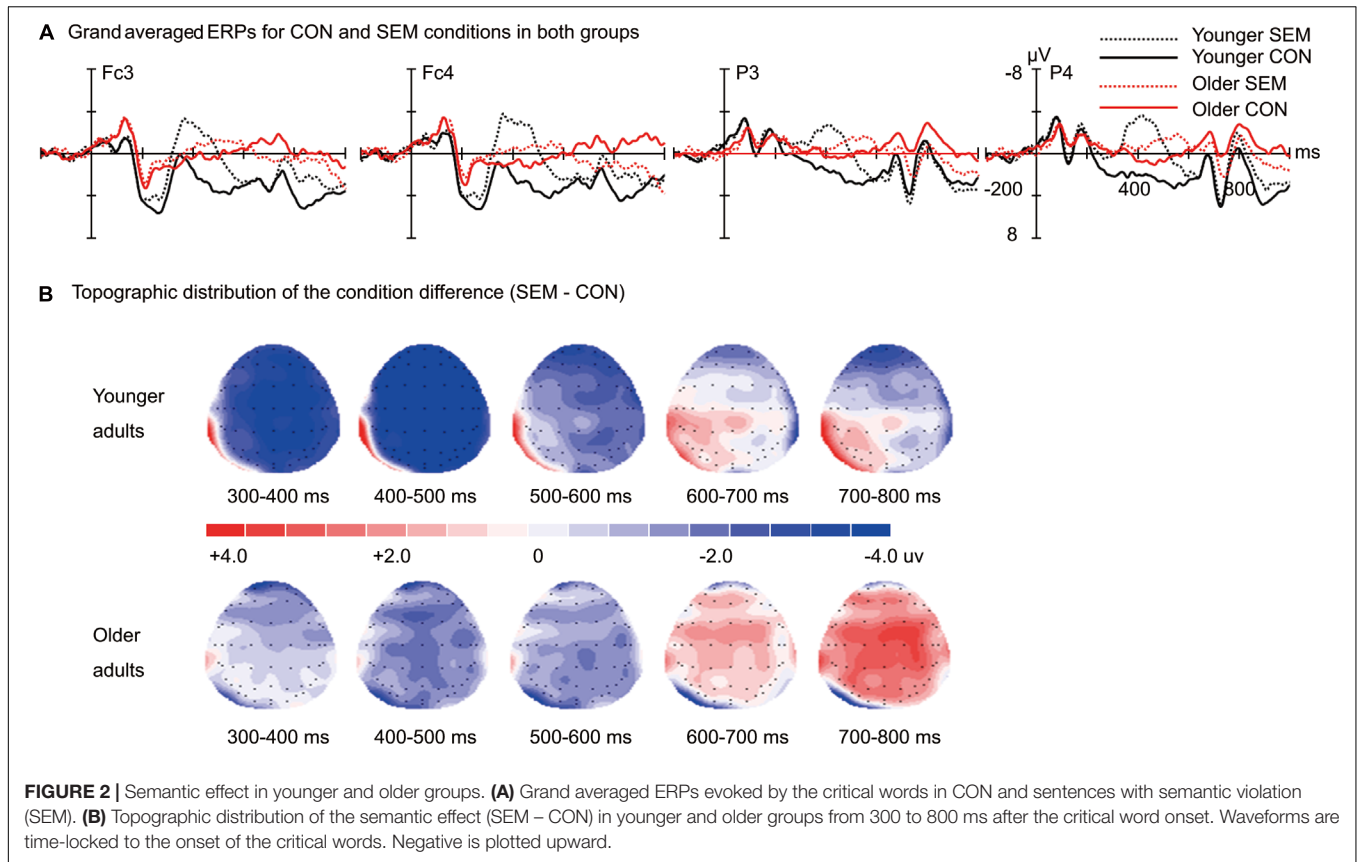 A Grand averaged ERPs for CON and SEM conditions in both groups
Younger SEM
Younger CON
Older SEM
Older CON
Fc3
Fc4
P3
µV
-8 P4
ms
-200 400 800
8
B Topographic distribution of the condition difference (SEM - CON)
Younger
adults
300-400 ms 400-500 ms 500-600 ms 600-700 ms 700-800 ms
+4.0 +2.0 0 -2.0 -4.0 uv
Older
adults
300-400 ms 400-500 ms 500-600 ms 600-700 ms 700-800 ms
FIGURE 2 | Semantic effect in younger and older groups. (A) Grand averaged ERPs evoked by the critical words in CON and sentences with semantic violation
(SEM). (B) Topographic distribution of the semantic effect (SEM – CON) in younger and older groups from 300 to 800 ms after the critical word onset. Waveforms are
time-locked to the onset of the critical words. Negative is plotted upward.